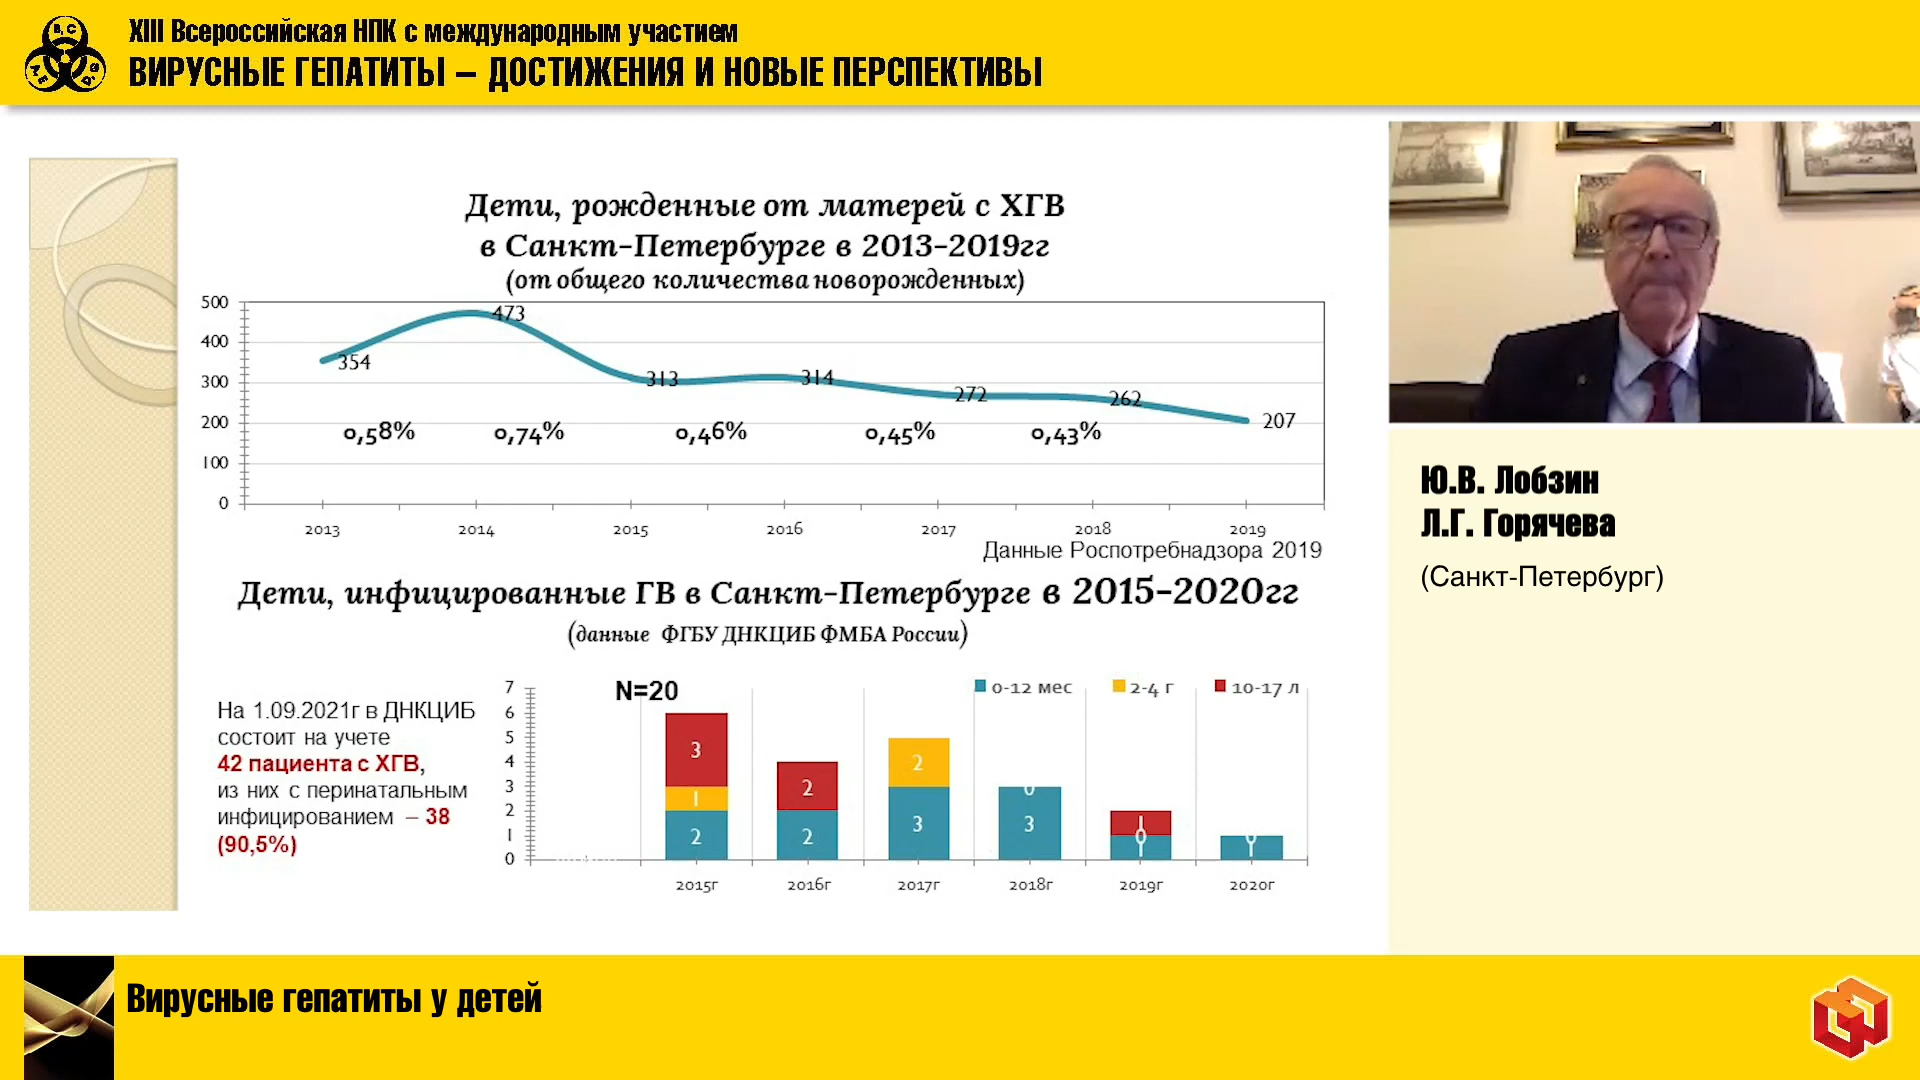 XIII Всероссийская НПК с международным участием
ВИРУСНЫЕ ГЕПАТИТЫ – ДОСТИЖЕНИЯ И НОВЫЕ ПЕРСПЕКТИВЫ
Дети, рожденные от матерей с ХГВ
в Санкт-Петербурге в 2013-2019гг
(от общего количества новорожденных)
500
400
300
200
100
0
354
473
313
314
272
262
207
0,58%
0,74%
0,46%
0,45%
0,43%
2013
2014
2015
2016
2017
2018
2019
Данные Роспотребнадзора 2019
Дети, инфицированные ГВ в Санкт-Петербурге в 2015-2020гг
(данные ФГБУ ДНКЦИБ ФМБА России)
На 1.09.2021г в ДНКЦИБ
состоит на учете
42 пациента с ХГВ,
из них с перинатальным
инфицированием – 38
(90,5%)
N=20
0-12 мес
2-4 г
10-17 л
7
6
5
4
3
2
1
0
3
1
2
2
2
2
3
0
3
1
0
1
0
1
2015г
2016г
2017г
2018г
2019г
2020г
Ю.В. Лобзин
Л.Г. Горячева
(Санкт-Петербург)
Вирусные гепатиты у детей